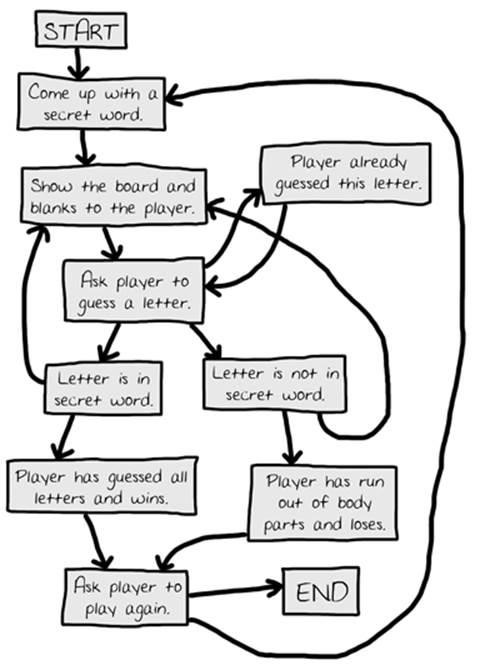 START
Come up with a
secret word.
Show the board and
blanks to the player.
Player already
guessed this letter.
Ask player to
guess a letter.
Letter is in
secret word.
Letter is not in
secret word.
Player has guessed all
letters and wins.
Player has run
out of body
parts and loses.
Ask player to
play again.
END